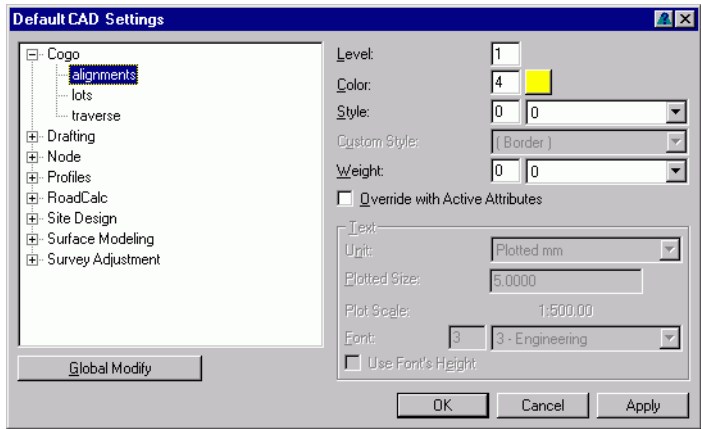 Default CAD Settings
Cogo
alignments
lots
traverse
Drafting
Node
Profiles
RoadCalc
Site Design
Surface Modeling
Survey Adjustment
Global Modify
Level: 1
Color: 4
Style: 0 0
Custom Style: ( Border )
Weight: 0 0
Override with Active Attributes
Text
Unit: Plotted mm
Plotted Size: 5.0000
Plot Scale: 1:500.00
Font: 3 3 - Engineering
Use Font's Height
OK Cancel Apply